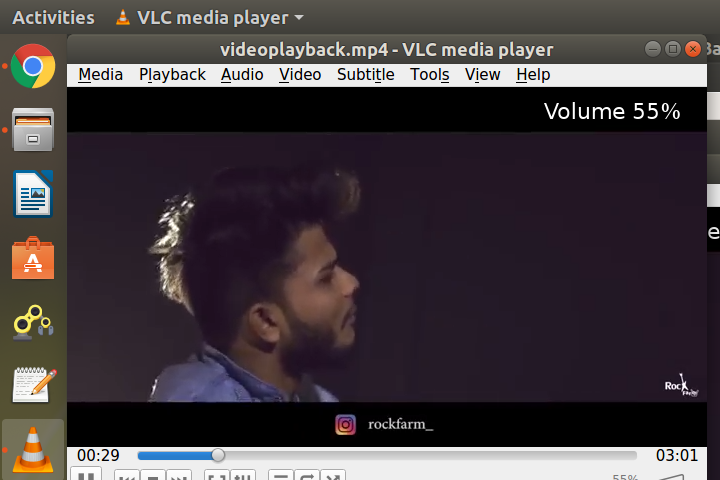 Activities VLC media player
videoplayback.mp4 - VLC media player
Media Playback Audio Video Subtitle Tools View Help
Volume 55%
Rock
rockfarm_
00:29 03:01
55%